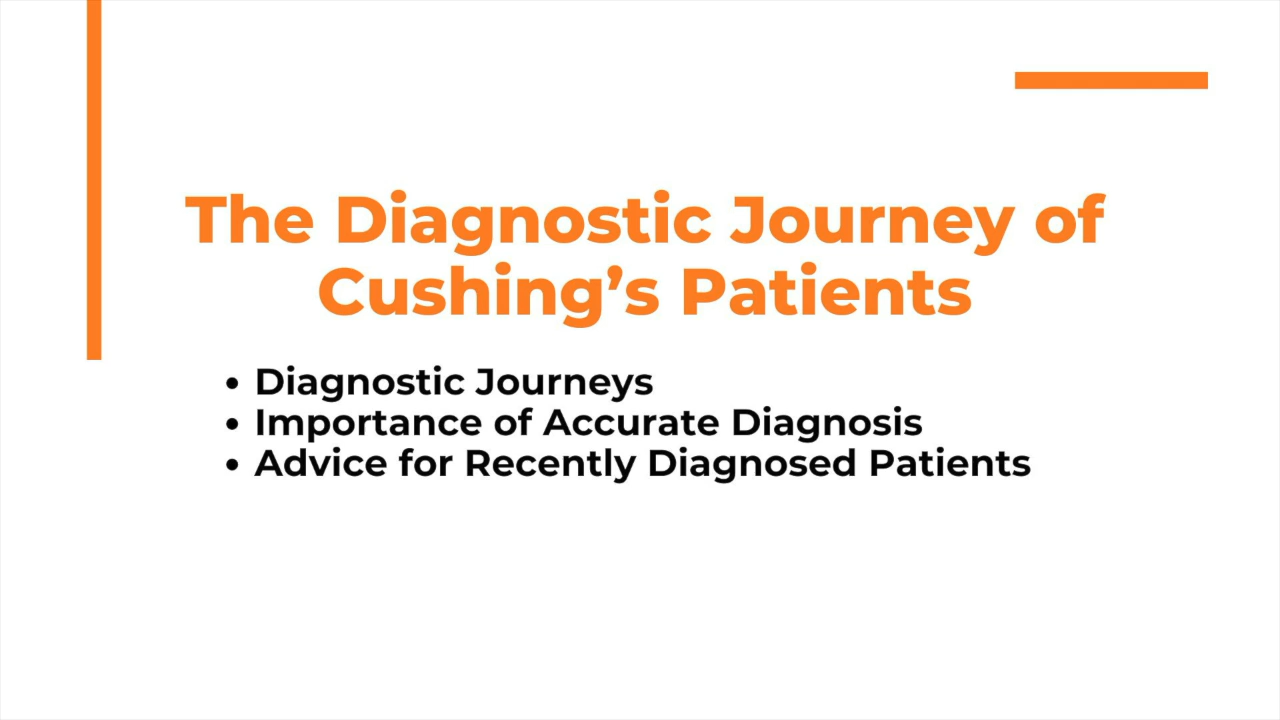 The Diagnostic Journey of
Cushing’s Patients
• Diagnostic Journeys
• Importance of Accurate Diagnosis
• Advice for Recently Diagnosed Patients